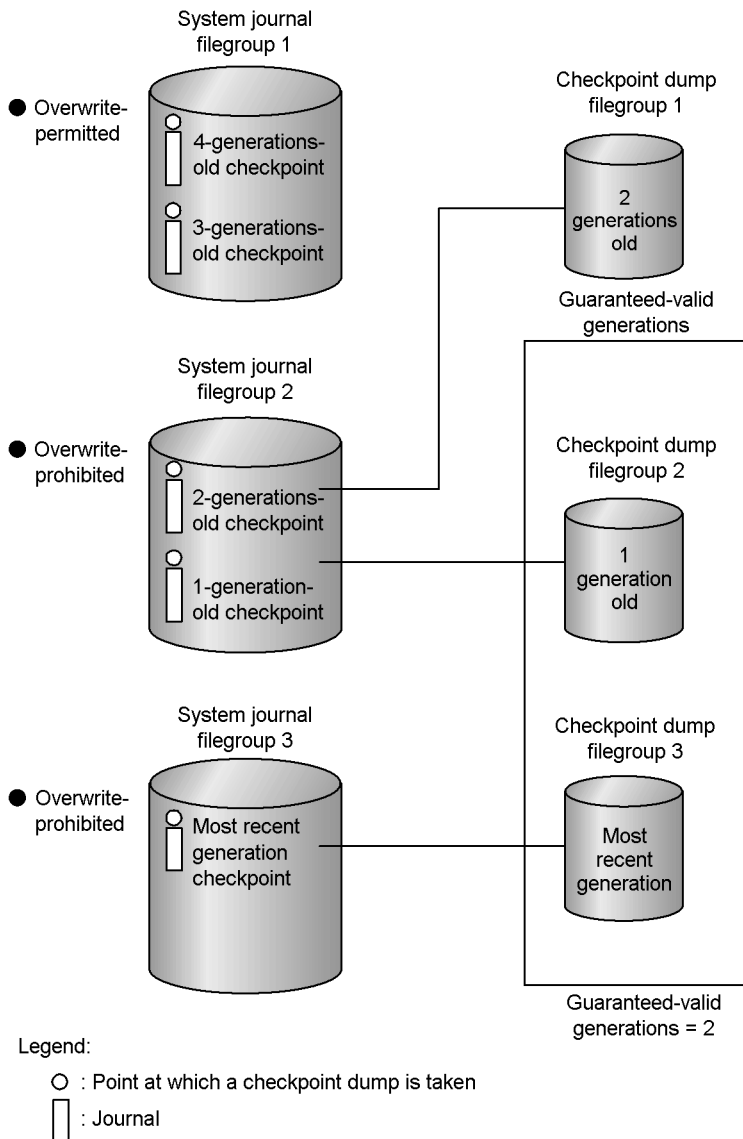 System journal
filegroup 1
● Overwrite-
permitted
4-generations-
old checkpoint
3-generations-
old checkpoint
Checkpoint dump
filegroup 1
2
generations
old
Guaranteed-valid
generations
System journal
filegroup 2
● Overwrite-
prohibited
2-generations-
old checkpoint
1-generation-
old checkpoint
Checkpoint dump
filegroup 2
1
generation
old
System journal
filegroup 3
● Overwrite-
prohibited
Most recent
generation
checkpoint
Checkpoint dump
filegroup 3
Most
recent
generation
Guaranteed-valid
generations = 2
Legend:
: Point at which a checkpoint dump is taken
: Journal